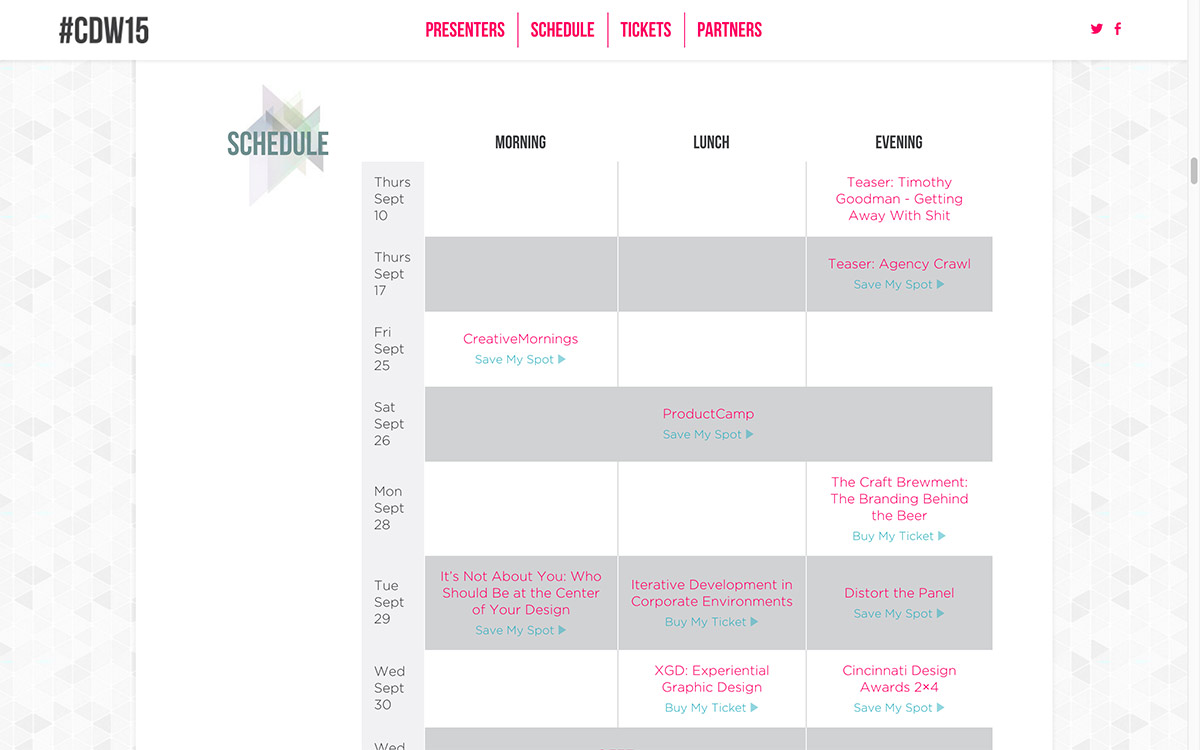 #CDW15
PRESENTERS
SCHEDULE
TICKETS
PARTNERS
SCHEDULE
MORNING
LUNCH
EVENING
Thurs
Sept
10
Teaser: Timothy
Goodman - Getting
Away With Shit
Thurs
Sept
17
Teaser: Agency Crawl
Save My Spot
Fri
Sept
25
CreativeMornings
Save My Spot
Sat
Sept
26
ProductCamp
Save My Spot
Mon
Sept
28
The Craft Brewment:
The Branding Behind
the Beer
Buy My Ticket
Tue
Sept
29
It's Not About You: Who
Should Be at the Center
of Your Design
Save My Spot
Iterative Development in
Corporate Environments
Buy My Ticket
Distort the Panel
Save My Spot
Wed
Sept
30
XGD: Experiential
Graphic Design
Buy My Ticket
Cincinnati Design
Awards 2×4
Save My Spot
Wed